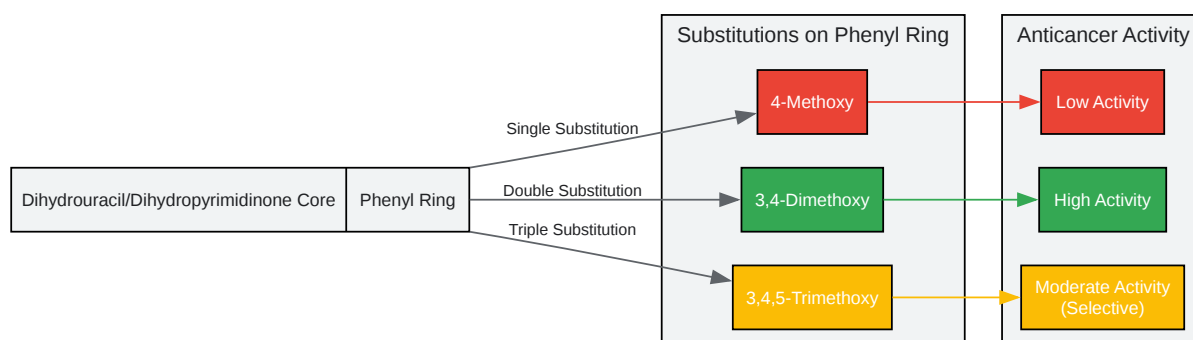 Substitutions on Phenyl Ring
Anticancer Activity
4-Methoxy
Low Activity
Single Substitution
Dihydrouracil/Dihydropyrimidinone Core
Phenyl Ring
Double Substitution
3,4-Dimethoxy
High Activity
Triple Substitution
3,4,5-Trimethoxy
Moderate Activity
(Selective)